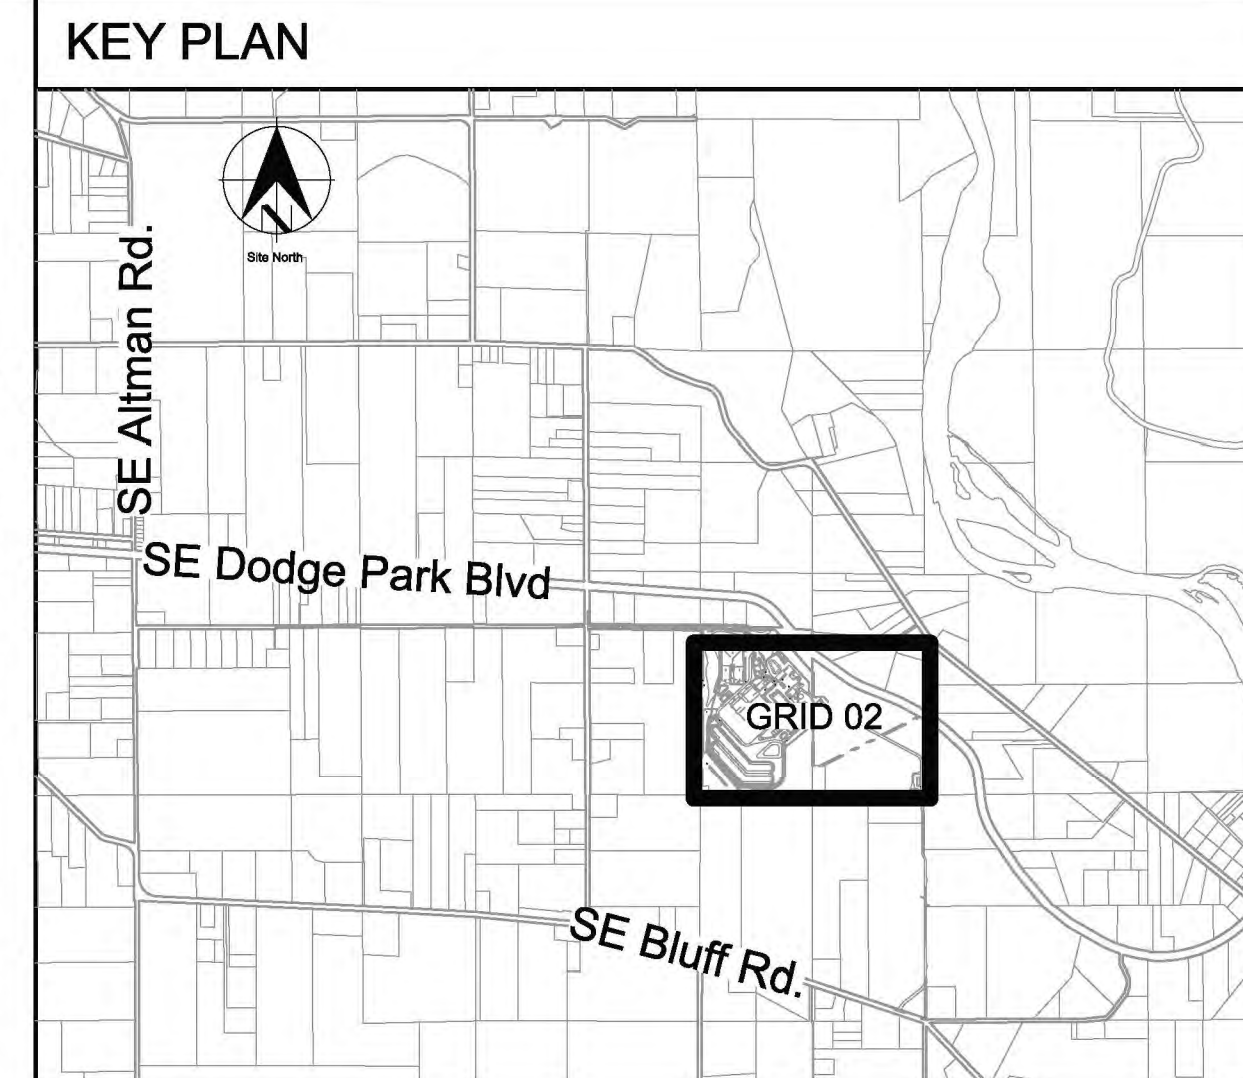 KEY PLAN
N
Site North
SE Altman Rd.
SE Dodge Park Blvd
GRID 02
SE Bluff Rd.